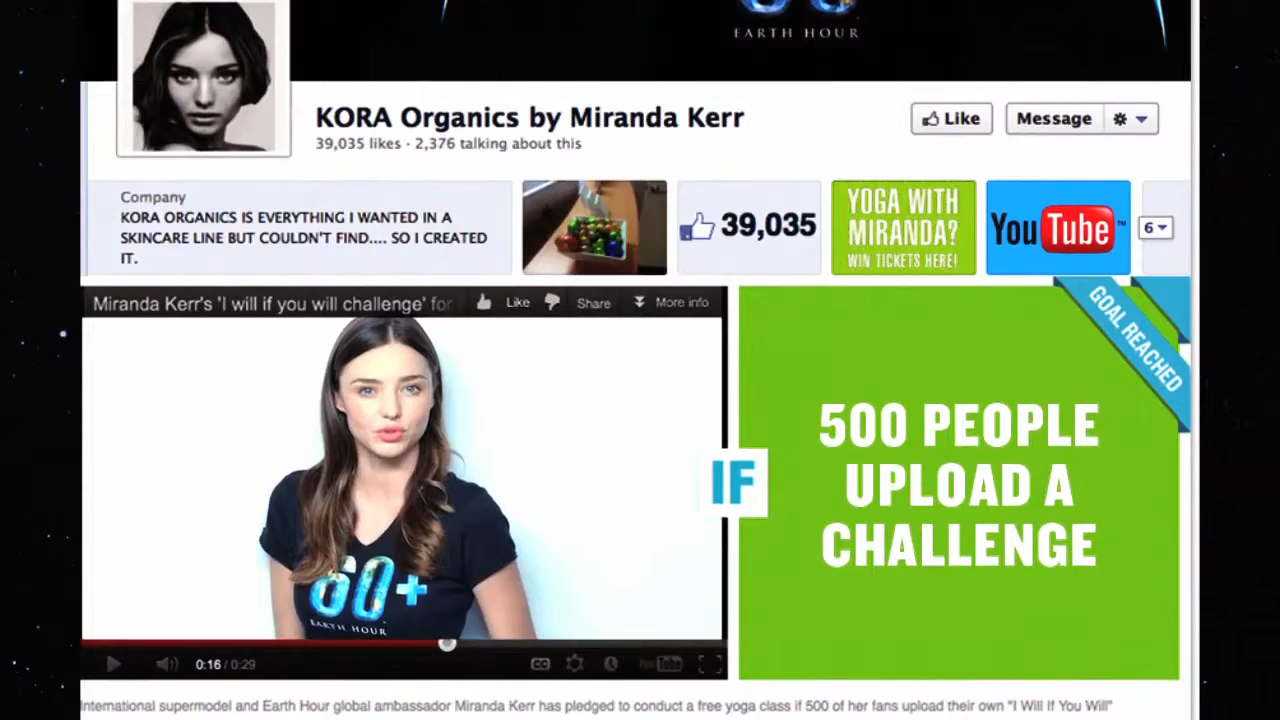 EARTH HOUR
KORA Organics by Miranda Kerr
39,035 likes · 2,376 talking about this
Like
Message
Company
KORA ORGANICS IS EVERYTHING I WANTED IN A
SKINCARE LINE BUT COULDN'T FIND.... SO I CREATED
IT.
39,035
YOGA WITH
MIRANDA?
WIN TICKETS HERE!
YouTube™
6
Miranda Kerr's 'I will if you will challenge' for
Like
Share
More info
60+
EARTH HOUR
0:16 / 0:29
CC
YouTube
IF
GOAL REACHED
500 PEOPLE
UPLOAD A
CHALLENGE
International supermodel and Earth Hour global ambassador Miranda Kerr has pledged to conduct a free yoga class if 500 of her fans upload their own "I Will If You Will"